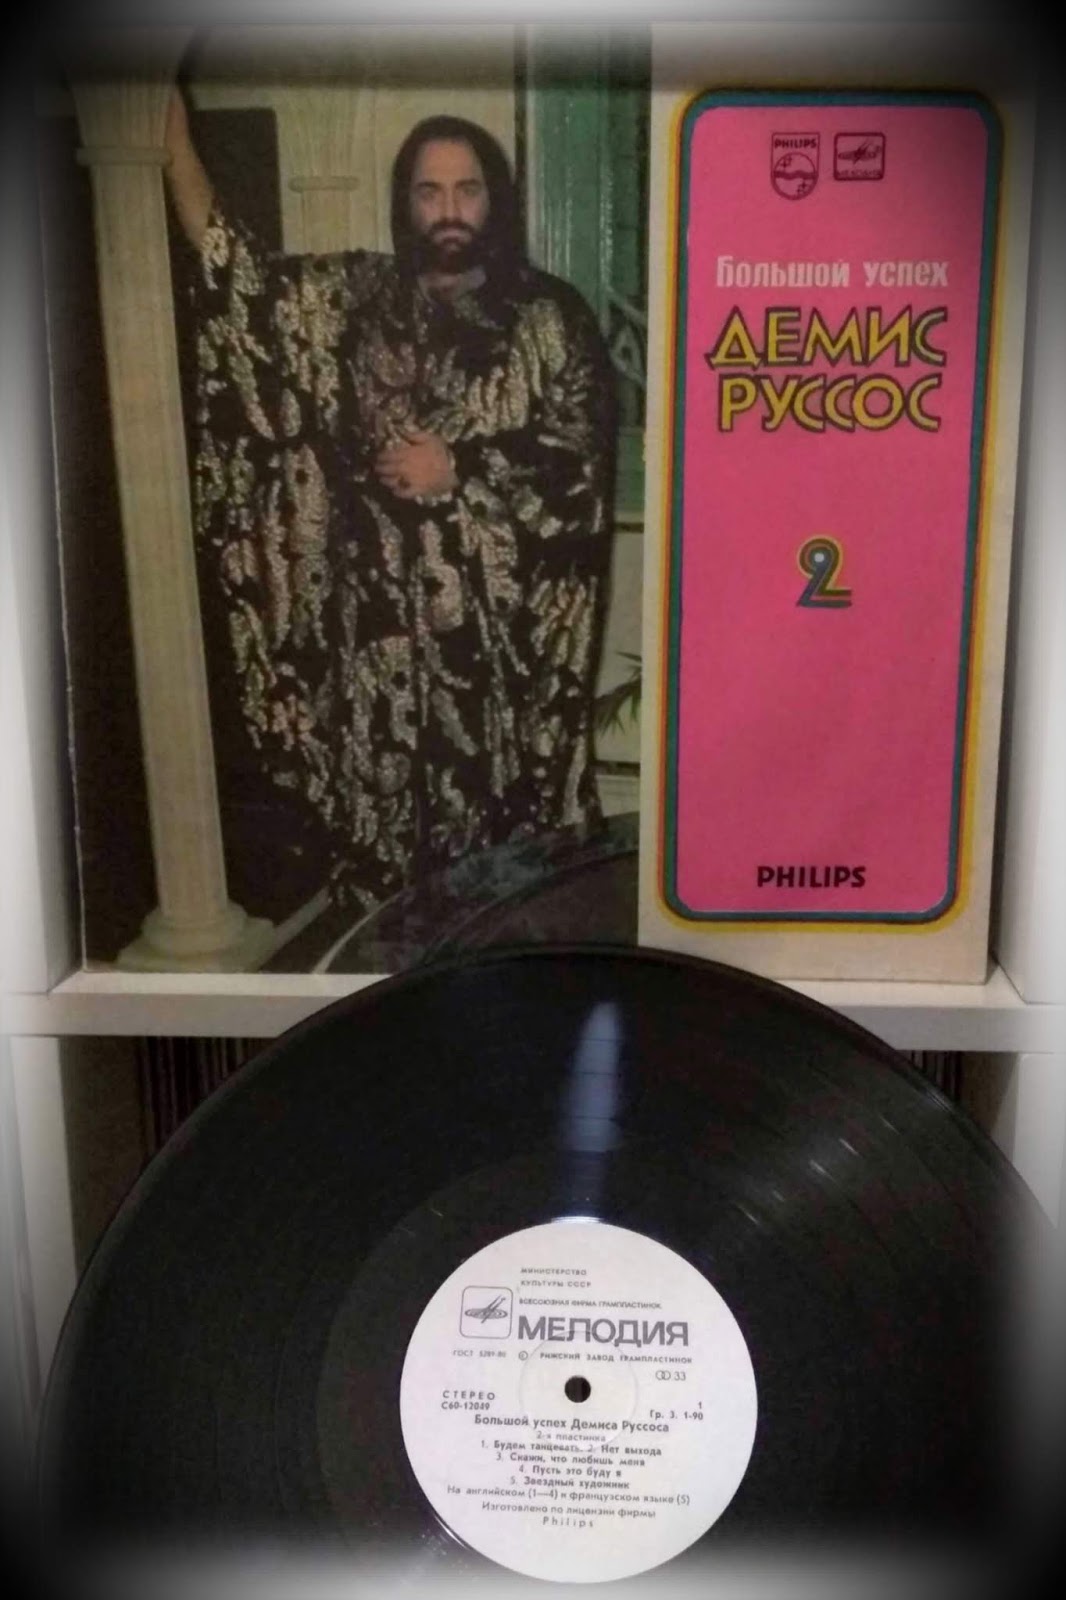 PHILIPS
МЕЛОДИЯ
Большой успех
ДЕМИС
РУССОС
2
PHILIPS
МИНИСТЕРСТВО
КУЛЬТУРЫ СССР
ВСЕСОЮЗНАЯ ФИРМА ГРАМПЛАСТИНОК
МЕЛОДИЯ
ГОСТ 5289-80 © РИЖСКИЙ ЗАВОД ГРАМПЛАСТИНОК
33
СТЕРЕО
1
С60-12049
Гр. 3. 1-90
Большой успех Демиса Руссоса
2-я пластинка
1. Будем танцевать. 2. Нет выхода
3. Скажи, что любишь меня
4. Пусть это буду я
5. Звездный художник
На английском (1—4) и французском языке (5)
Изготовлено по лицензии фирмы
Philips